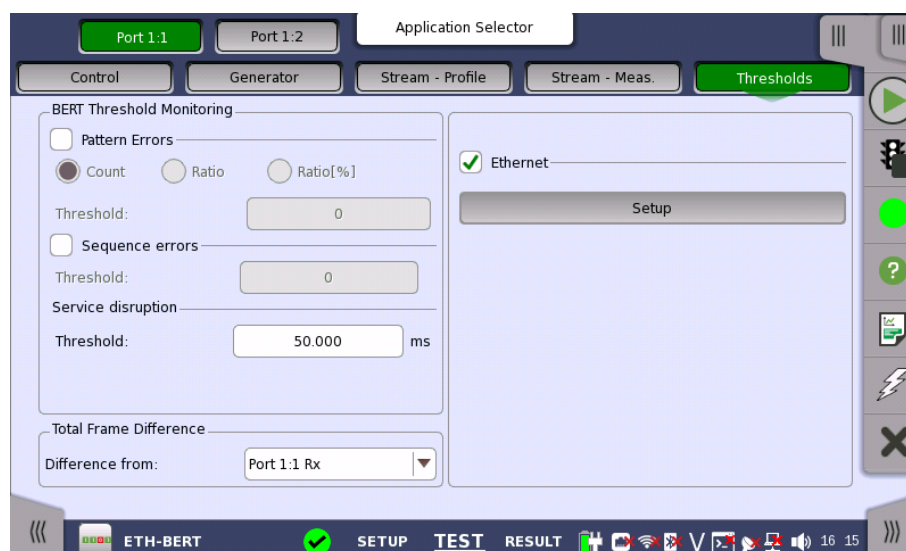 Application Selector
Port 1:1 Port 1:2
Control Generator Stream - Profile Stream - Meas. Thresholds
BERT Threshold Monitoring
Pattern Errors
Count Ratio Ratio[%]
Threshold: 0
Sequence errors
Threshold: 0
Service disruption
Threshold: 50.000 ms
Total Frame Difference
Difference from: Port 1:1 Rx
Ethernet
Setup
ETH-BERT SETUP TEST RESULT 16 15